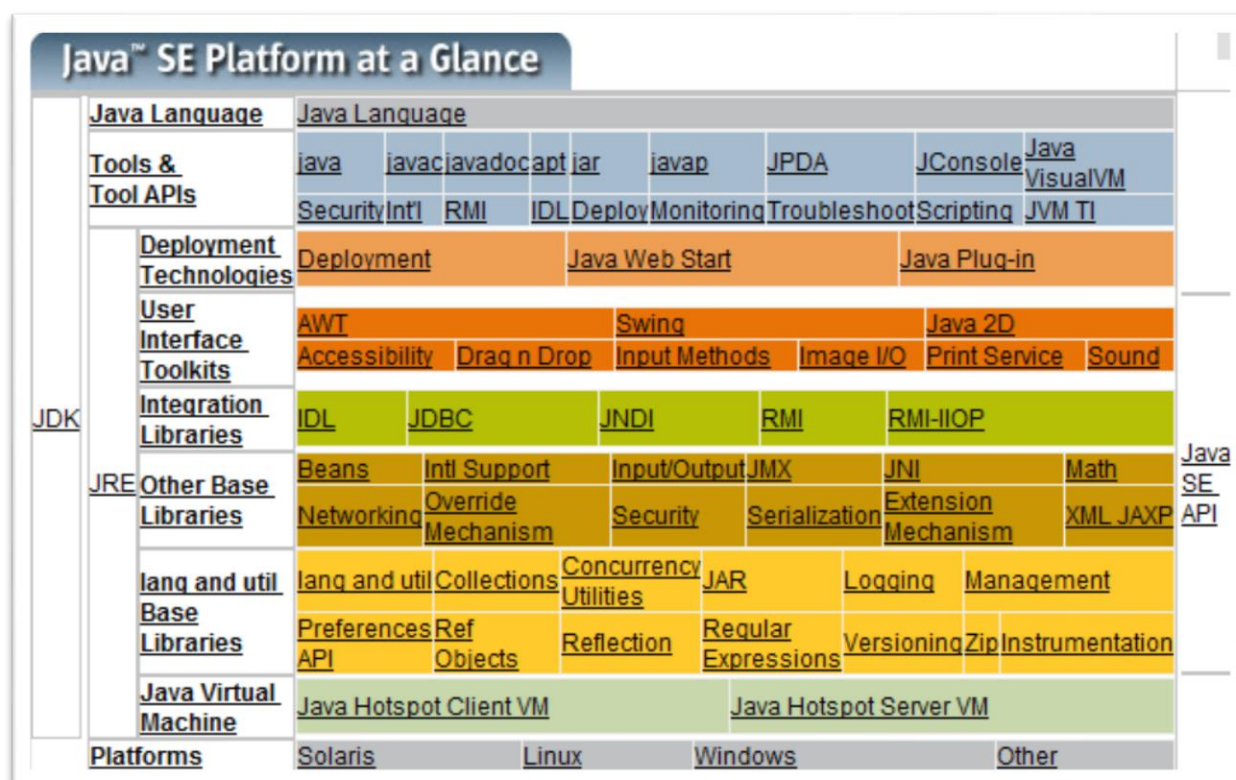 Java™ SE Platform at a Glance
Java Language Java Language
Tools &
Tool APIs
java javac javadoc apt jar javap JPDA JConsole Java
VisualVM
Security Int'l RMI IDL Deploy Monitoring Troubleshoot Scripting JVM TI
Deployment
Technologies
Deployment Java Web Start Java Plug-in
User
Interface
Toolkits
AWT Swing Java 2D
Accessibility Drag n Drop Input Methods Image I/O Print Service Sound
Integration
Libraries
IDL JDBC JNDI RMI RMI-IIOP
JDK
JRE
Other Base
Libraries
Beans Intl Support Input/Output JMX JNI Math
Networking Override
Mechanism
Security Serialization Extension
Mechanism
XML JAXP
Java
SE
API
lang and util
Base
Libraries
lang and util Collections Concurrency
Utilities
JAR Logging Management
Preferences
API
Ref
Objects
Reflection Regular
Expressions
Versioning Zip Instrumentation
Java Virtual
Machine
Java Hotspot Client VM Java Hotspot Server VM
Platforms Solaris Linux Windows Other